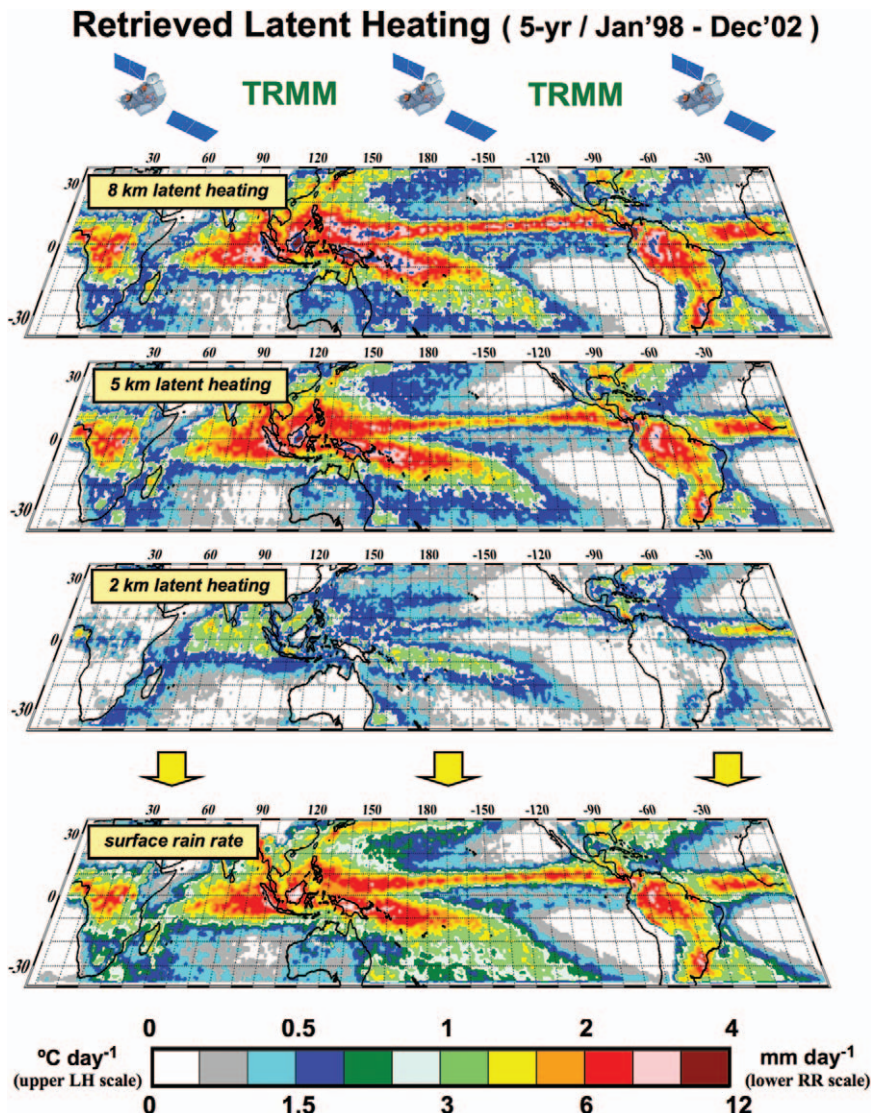 Retrieved Latent Heating ( 5-yr / Jan'98 - Dec'02 )
TRMM TRMM
30 60 90 120 150 180 -150 -120 -90 -60 -30
8 km latent heating
30
0
-30
30 60 90 120 150 180 -150 -120 -90 -60 -30
5 km latent heating
30
0
-30
30 60 90 120 150 180 -150 -120 -90 -60 -30
2 km latent heating
30
0
-30
30 60 90 120 150 180 -150 -120 -90 -60 -30
surface rain rate
30
0
-30
0 0.5 1 2 4
ºC day-1 mm day-1
(upper LH scale) (lower RR scale)
0 1.5 3 6 12